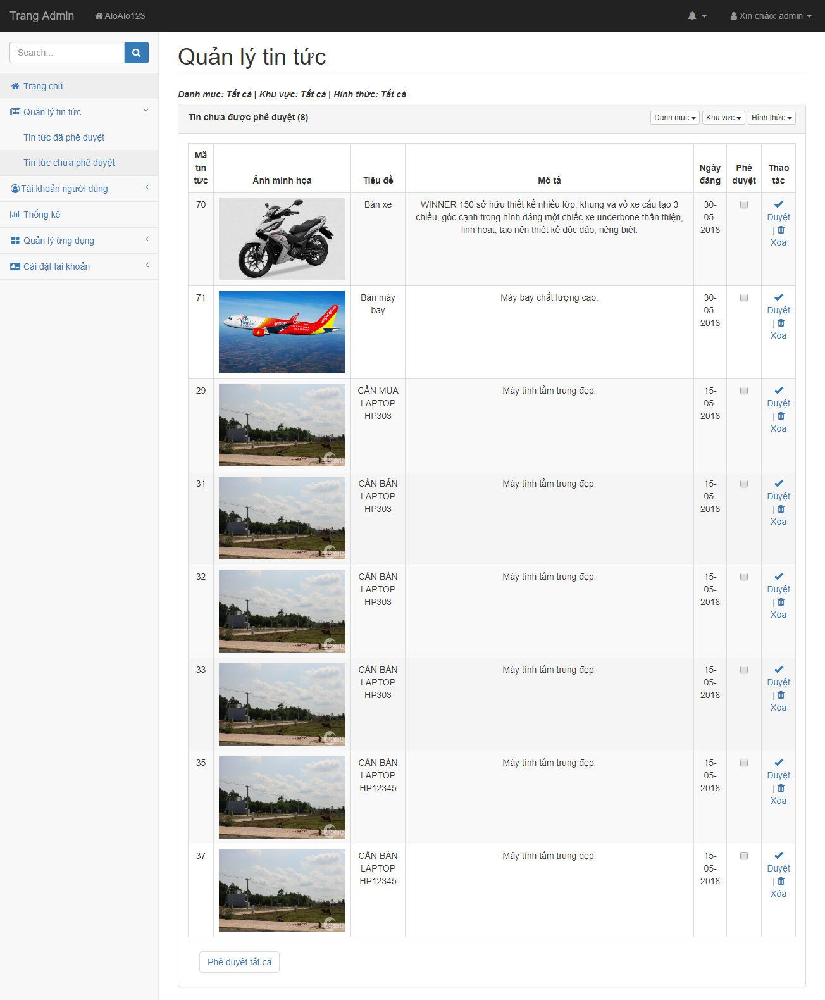 Trang Admin
AloAlo123
Xin chào: admin
Search...
Trang chủ
Quản lý tin tức
Tin tức đã phê duyệt
Tin tức chưa phê duyệt
Tài khoản người dùng
Thống kê
Quản lý ứng dụng
Cài đặt tài khoản
Quản lý tin tức
Danh mục: Tất cả | Khu vực: Tất cả | Hình thức: Tất cả
Tin chưa được phê duyệt (8)
Danh mục
Khu vực
Hình thức
Mã
tin
tức
Ảnh minh họa
Tiêu đề
Mô tả
Ngày
đăng
Phê
duyệt
Thao
tác
70
Bán xe
WINNER 150 sở hữu thiết kế nhiều lớp, khung và vỏ xe cấu tạo 3
chiều, góc cạnh trong hình dáng một chiếc xe underbone thân thiện,
linh hoạt; tạo nên thiết kế độc đáo, riêng biệt.
30-
05-
2018
Duyệt
|
Xóa
71
Bán máy
bay
Máy bay chất lượng cao.
30-
05-
2018
Duyệt
|
Xóa
29
CẦN MUA
LAPTOP
HP303
Máy tính tầm trung đẹp.
15-
05-
2018
Duyệt
|
Xóa
31
CẦN BÁN
LAPTOP
HP303
Máy tính tầm trung đẹp.
15-
05-
2018
Duyệt
|
Xóa
32
CẦN BÁN
LAPTOP
HP303
Máy tính tầm trung đẹp.
15-
05-
2018
Duyệt
|
Xóa
33
CẦN BÁN
LAPTOP
HP303
Máy tính tầm trung đẹp.
15-
05-
2018
Duyệt
|
Xóa
35
CẦN BÁN
LAPTOP
HP12345
Máy tính tầm trung đẹp.
15-
05-
2018
Duyệt
|
Xóa
37
CẦN BÁN
LAPTOP
HP12345
Máy tính tầm trung đẹp.
15-
05-
2018
Duyệt
|
Xóa
Phê duyệt tất cả